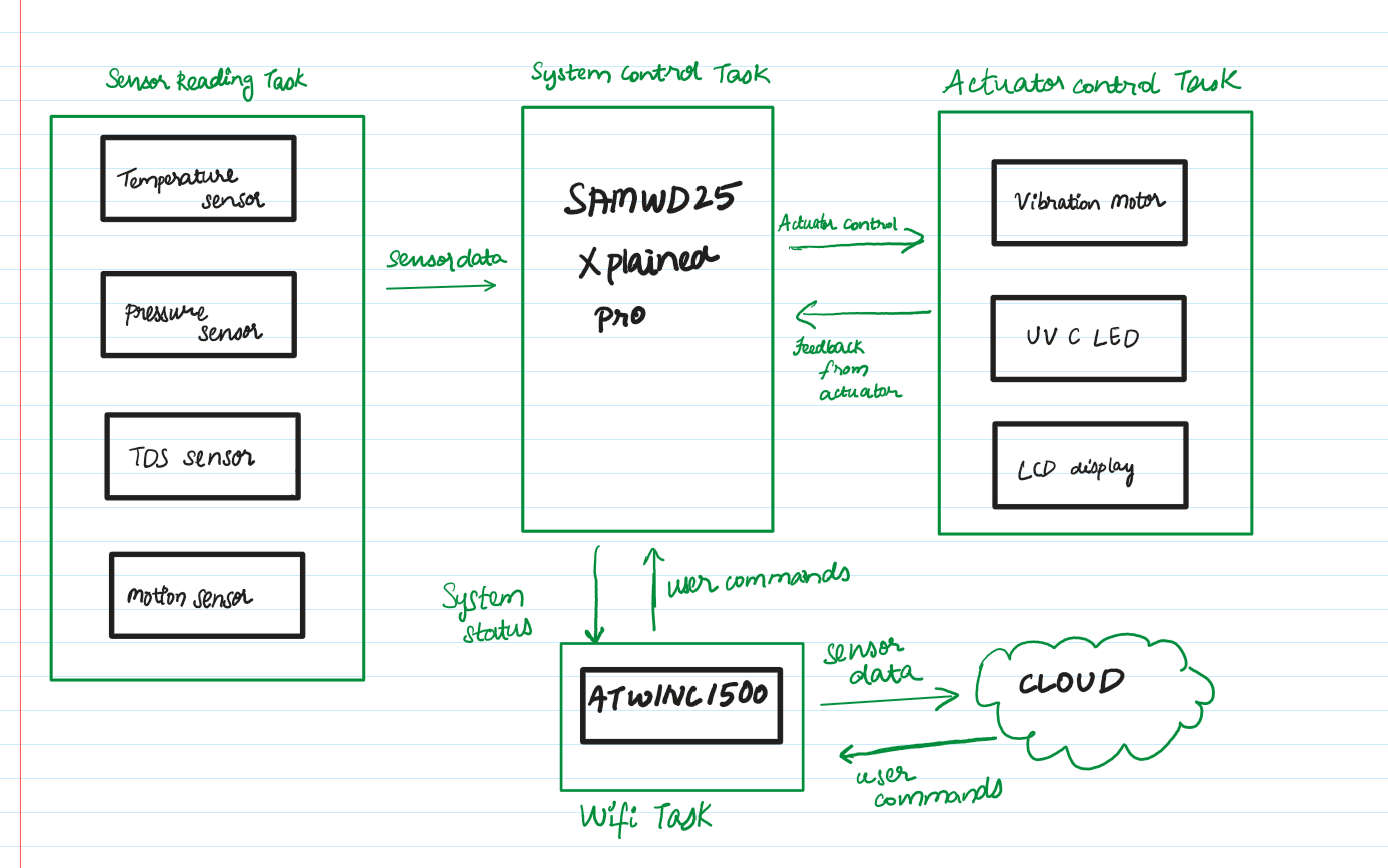 Sensor Reading Task
System control Task
Actuator control Task
Temperature
sensor
pressure
sensor
TDS sensor
motion sensor
sensor data
SAMWD25
Xplained
pro
Actuator control
Feedback
from
actuator
Vibration motor
UV C LED
LCD display
System
status
user commands
ATWINC1500
Wifi Task
sensor
data
user
commands
CLOUD